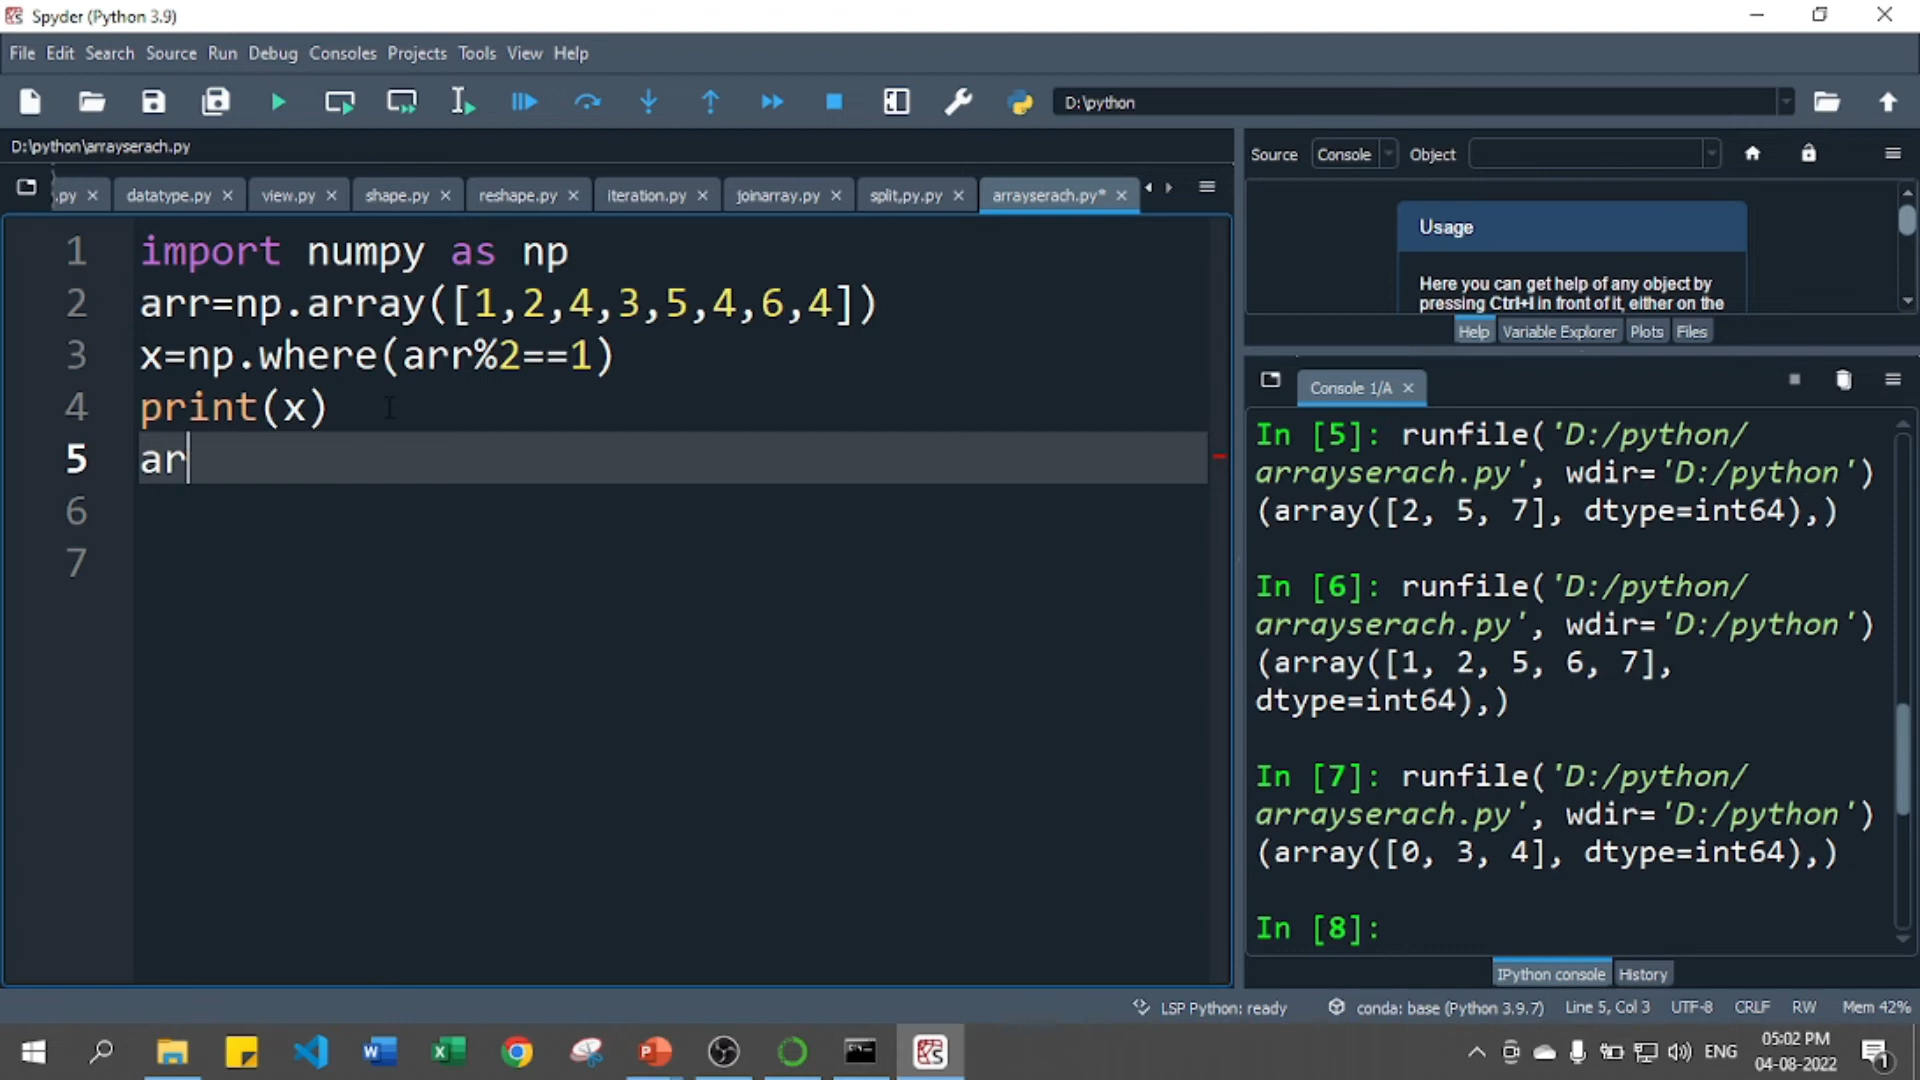 Spyder (Python 3.9)
File Edit Search Source Run Debug Consoles Projects Tools View Help
D:\python
D:\python\arrayserach.py
.py datatype.py view.py shape.py reshape.py iteration.py joinarray.py split,py.py arrayserach.py*
1 import numpy as np
2 arr=np.array([1,2,4,3,5,4,6,4])
3 x=np.where(arr%2==1)
4 print(x)
5 ar
6
7
Source Console Object
Usage
Here you can get help of any object by
pressing Ctrl+I in front of it, either on the
Help Variable Explorer Plots Files
Console 1/A
In [5]: runfile('D:/python/
arrayserach.py', wdir='D:/python')
(array([2, 5, 7], dtype=int64),)
In [6]: runfile('D:/python/
arrayserach.py', wdir='D:/python')
(array([1, 2, 5, 6, 7],
dtype=int64),)
In [7]: runfile('D:/python/
arrayserach.py', wdir='D:/python')
(array([0, 3, 4], dtype=int64),)
In [8]:
IPython console History
LSP Python: ready conda: base (Python 3.9.7) Line 5, Col 3 UTF-8 CRLF RW Mem 42%
ENG
05:02 PM
04-08-2022
1